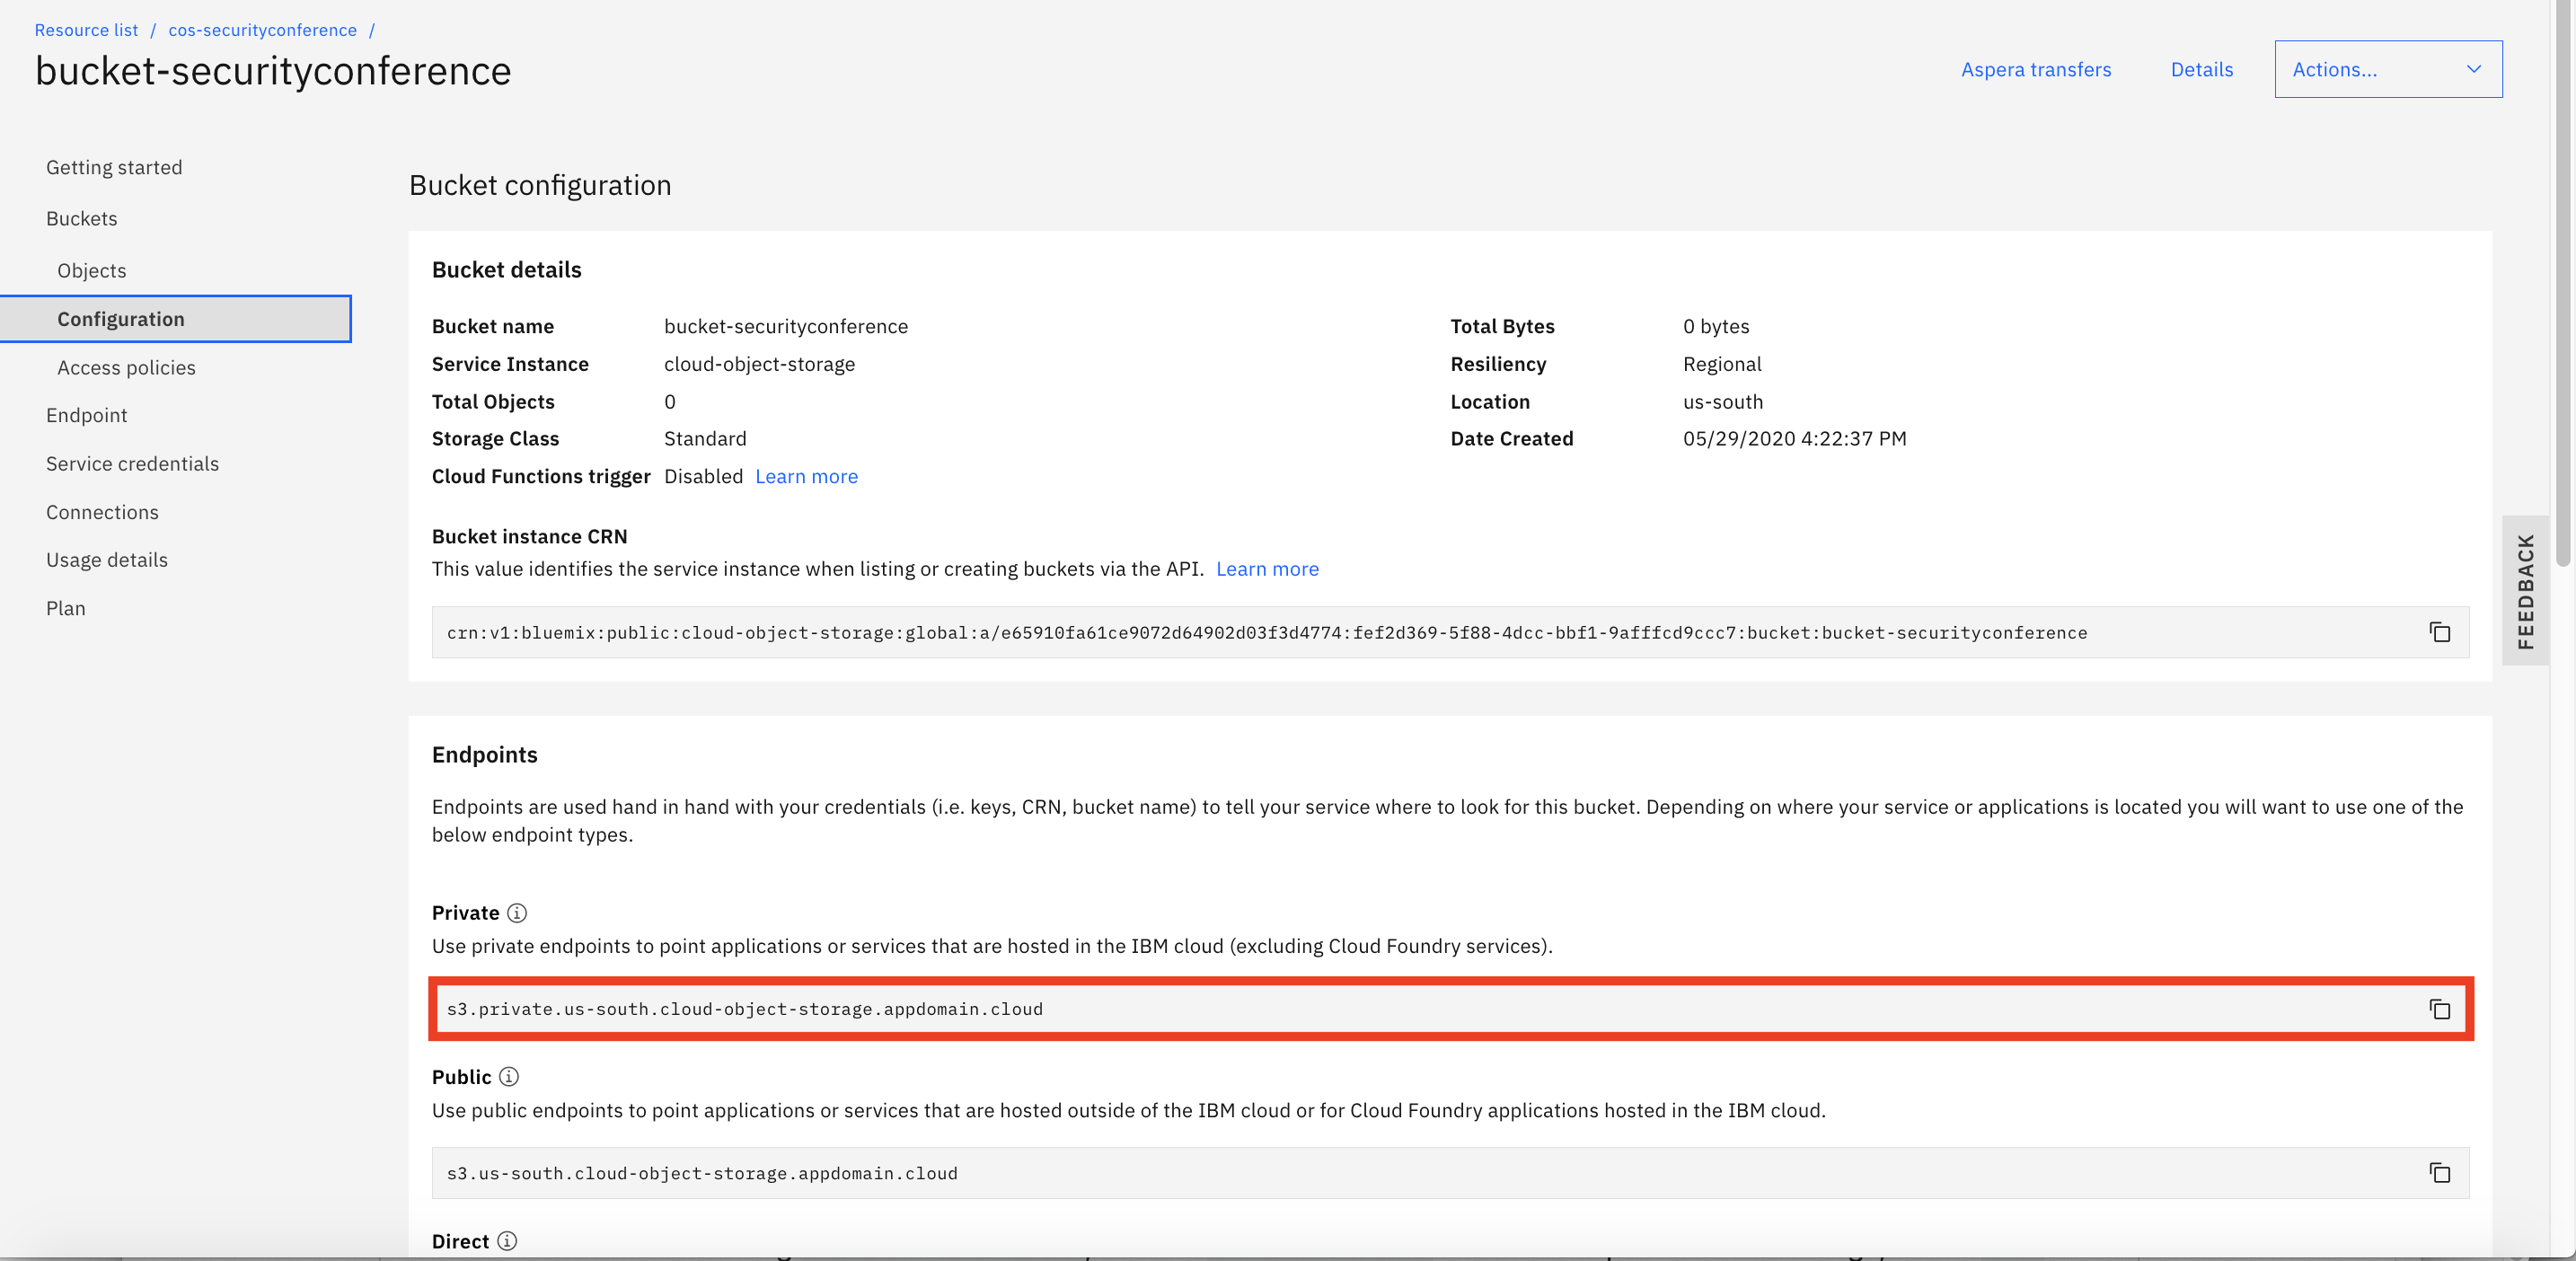 Resource list / cos-securityconference /
bucket-securityconference
Aspera transfers
Details
Actions...
Getting started
Buckets
Objects
Configuration
Access policies
Endpoint
Service credentials
Connections
Usage details
Plan
Bucket configuration
Bucket details
Bucket name bucket-securityconference
Service Instance cloud-object-storage
Total Objects 0
Storage Class Standard
Cloud Functions trigger Disabled Learn more
Total Bytes 0 bytes
Resiliency Regional
Location us-south
Date Created 05/29/2020 4:22:37 PM
Bucket instance CRN
This value identifies the service instance when listing or creating buckets via the API. Learn more
crn:v1:bluemix:public:cloud-object-storage:global:a/e65910fa61ce9072d64902d03f3d4774:fef2d369-5f88-4dcc-bbf1-9afffcd9ccc7:bucket:bucket-securityconference
Endpoints
Endpoints are used hand in hand with your credentials (i.e. keys, CRN, bucket name) to tell your service where to look for this bucket. Depending on where your service or applications is located you will want to use one of the
below endpoint types.
Private
Use private endpoints to point applications or services that are hosted in the IBM cloud (excluding Cloud Foundry services).
s3.private.us-south.cloud-object-storage.appdomain.cloud
Public
Use public endpoints to point applications or services that are hosted outside of the IBM cloud or for Cloud Foundry applications hosted in the IBM cloud.
s3.us-south.cloud-object-storage.appdomain.cloud
Direct
FEEDBACK